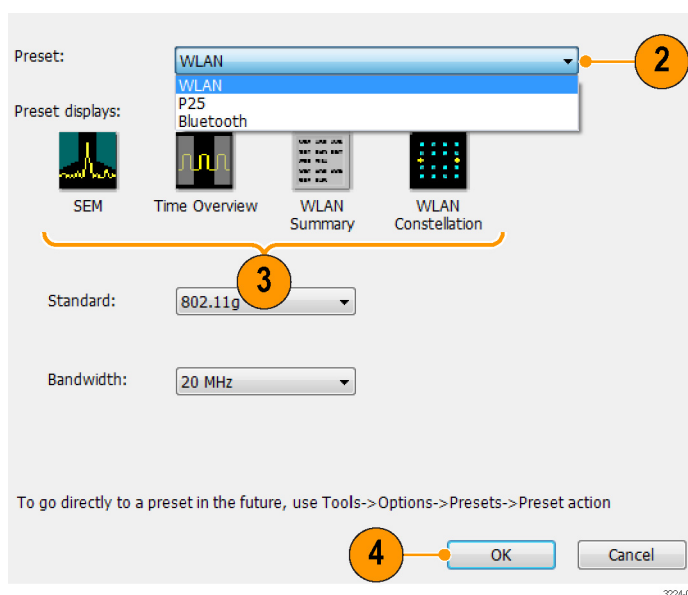 Preset:
WLAN
2
WLAN
P25
Bluetooth
Preset displays:
SEM
Time Overview
WLAN Summary
WLAN Constellation
3
Standard:
802.11g
Bandwidth:
20 MHz
To go directly to a preset in the future, use Tools->Options->Presets->Preset action
4
OK
Cancel